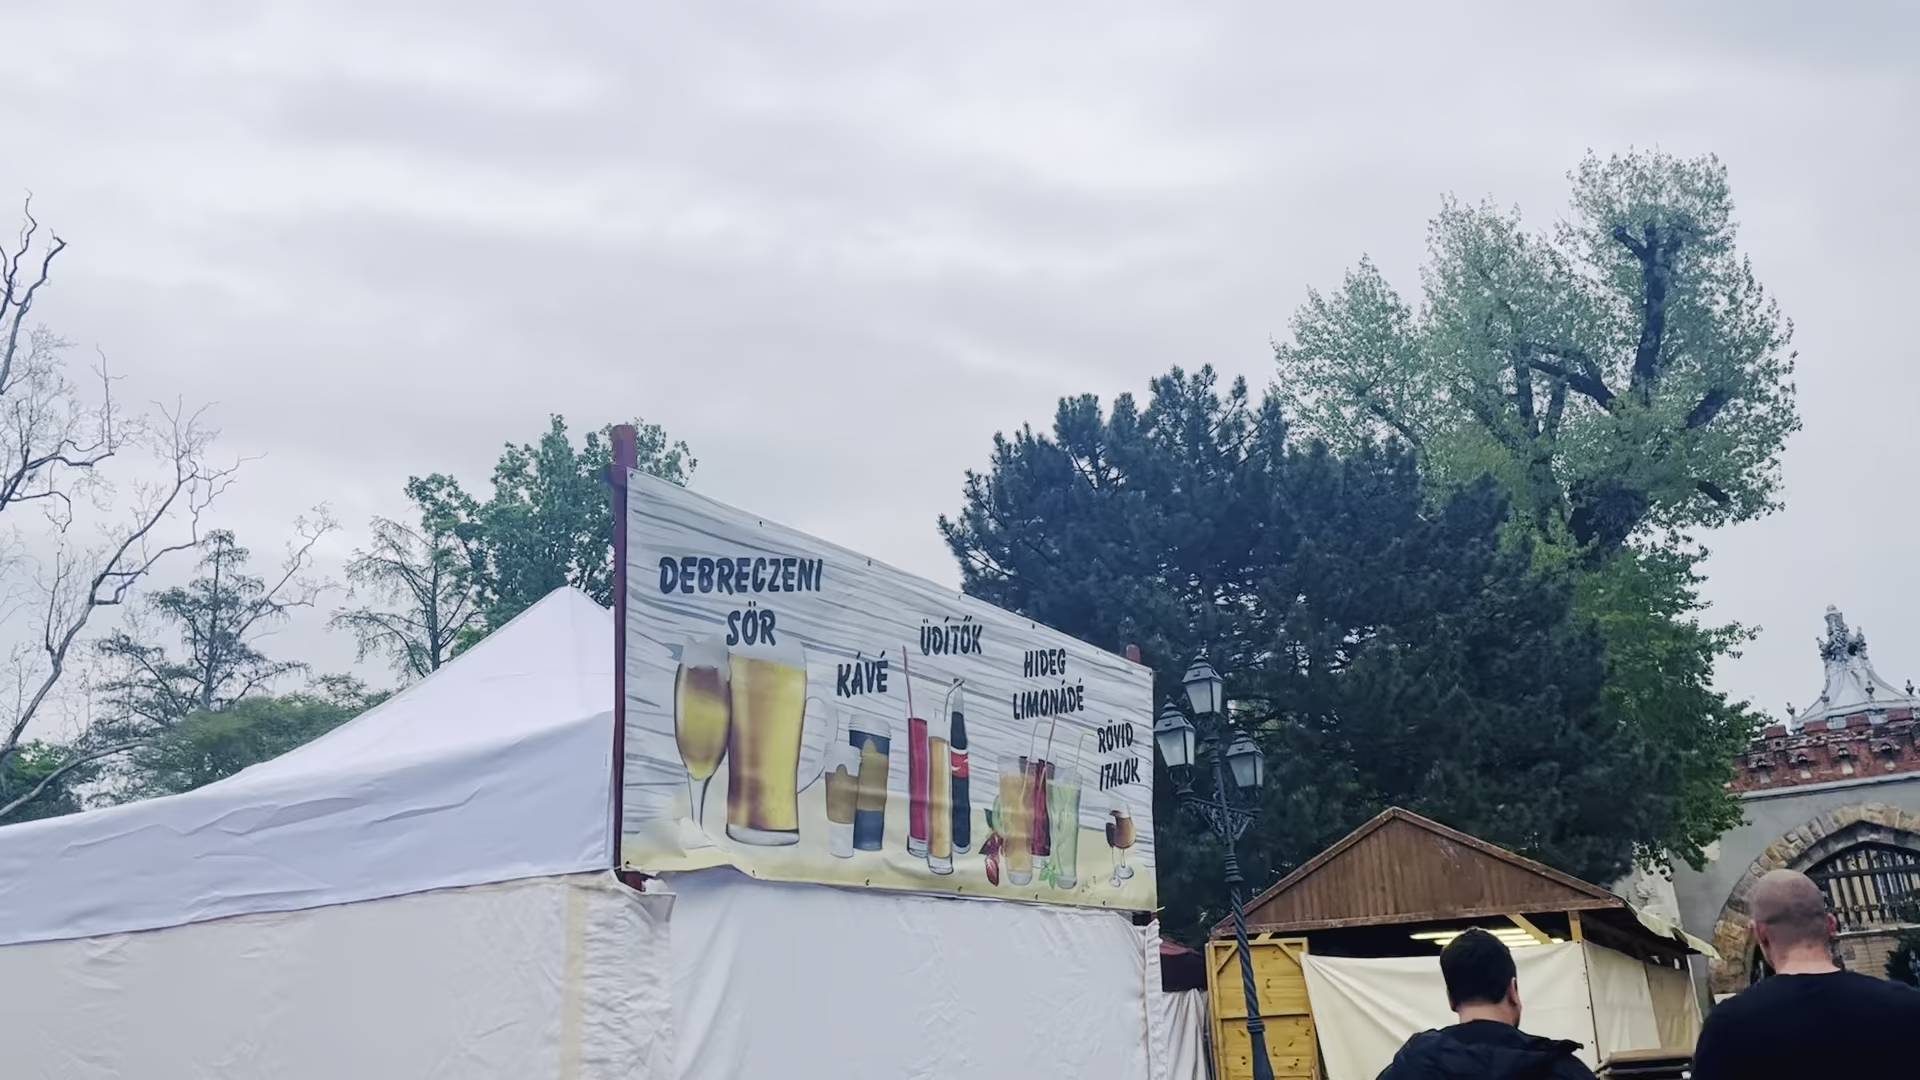 DEBRECZENI
SÖR
KÁVÉ
ÜDÍTŐK
HIDEG
LIMONÁDÉ
RÖVID
ITALOK